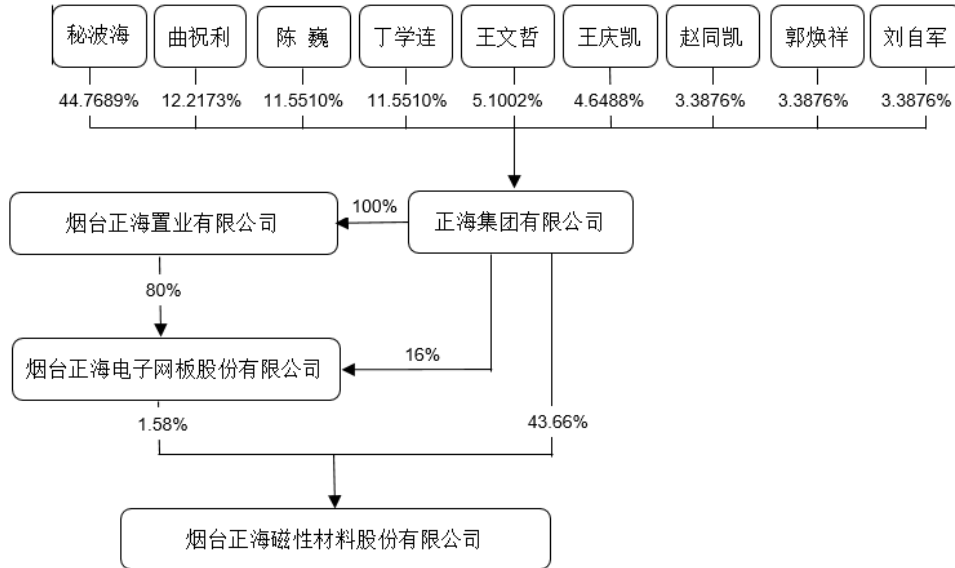 秘波海 曲祝利 陈 巍 丁学连 王文哲 王庆凯 赵同凯 郭焕祥 刘自军
44.7689% 12.2173% 11.5510% 11.5510% 5.1002% 4.6488% 3.3876% 3.3876% 3.3876%
烟台正海置业有限公司 100% 正海集团有限公司
80%
烟台正海电子网板股份有限公司 16%
1.58% 43.66%
烟台正海磁性材料股份有限公司